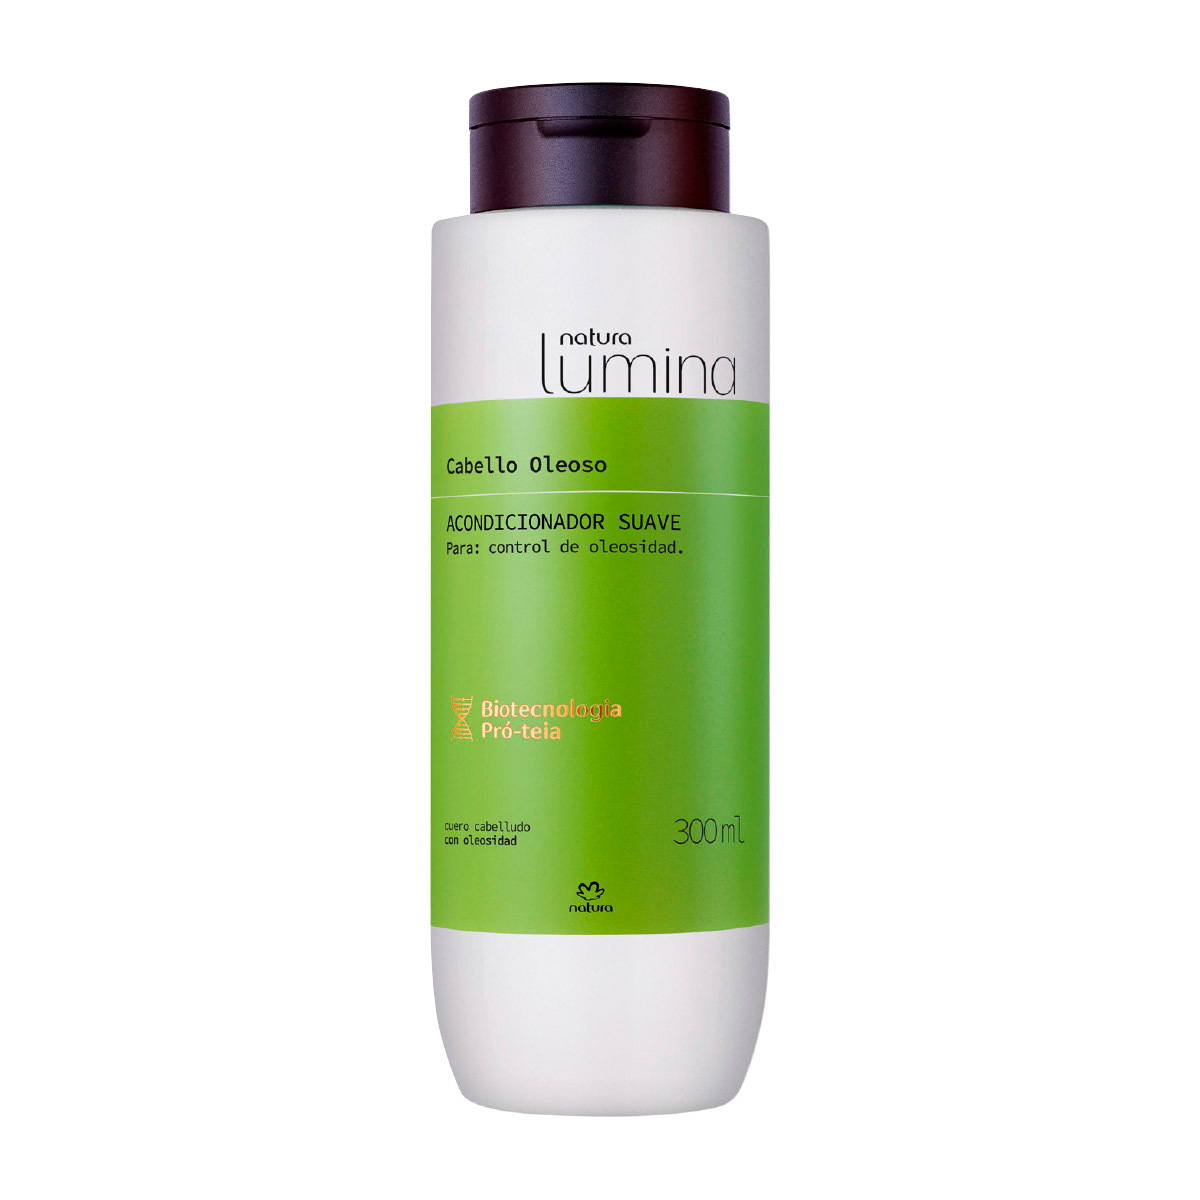 natura
lumina
Cabello Oleoso
ACONDICIONADOR SUAVE
Para: control de oleosidad.
Biotecnologia
Pró-teia
cuero cabelludo
con oleosidad
300ml
natura